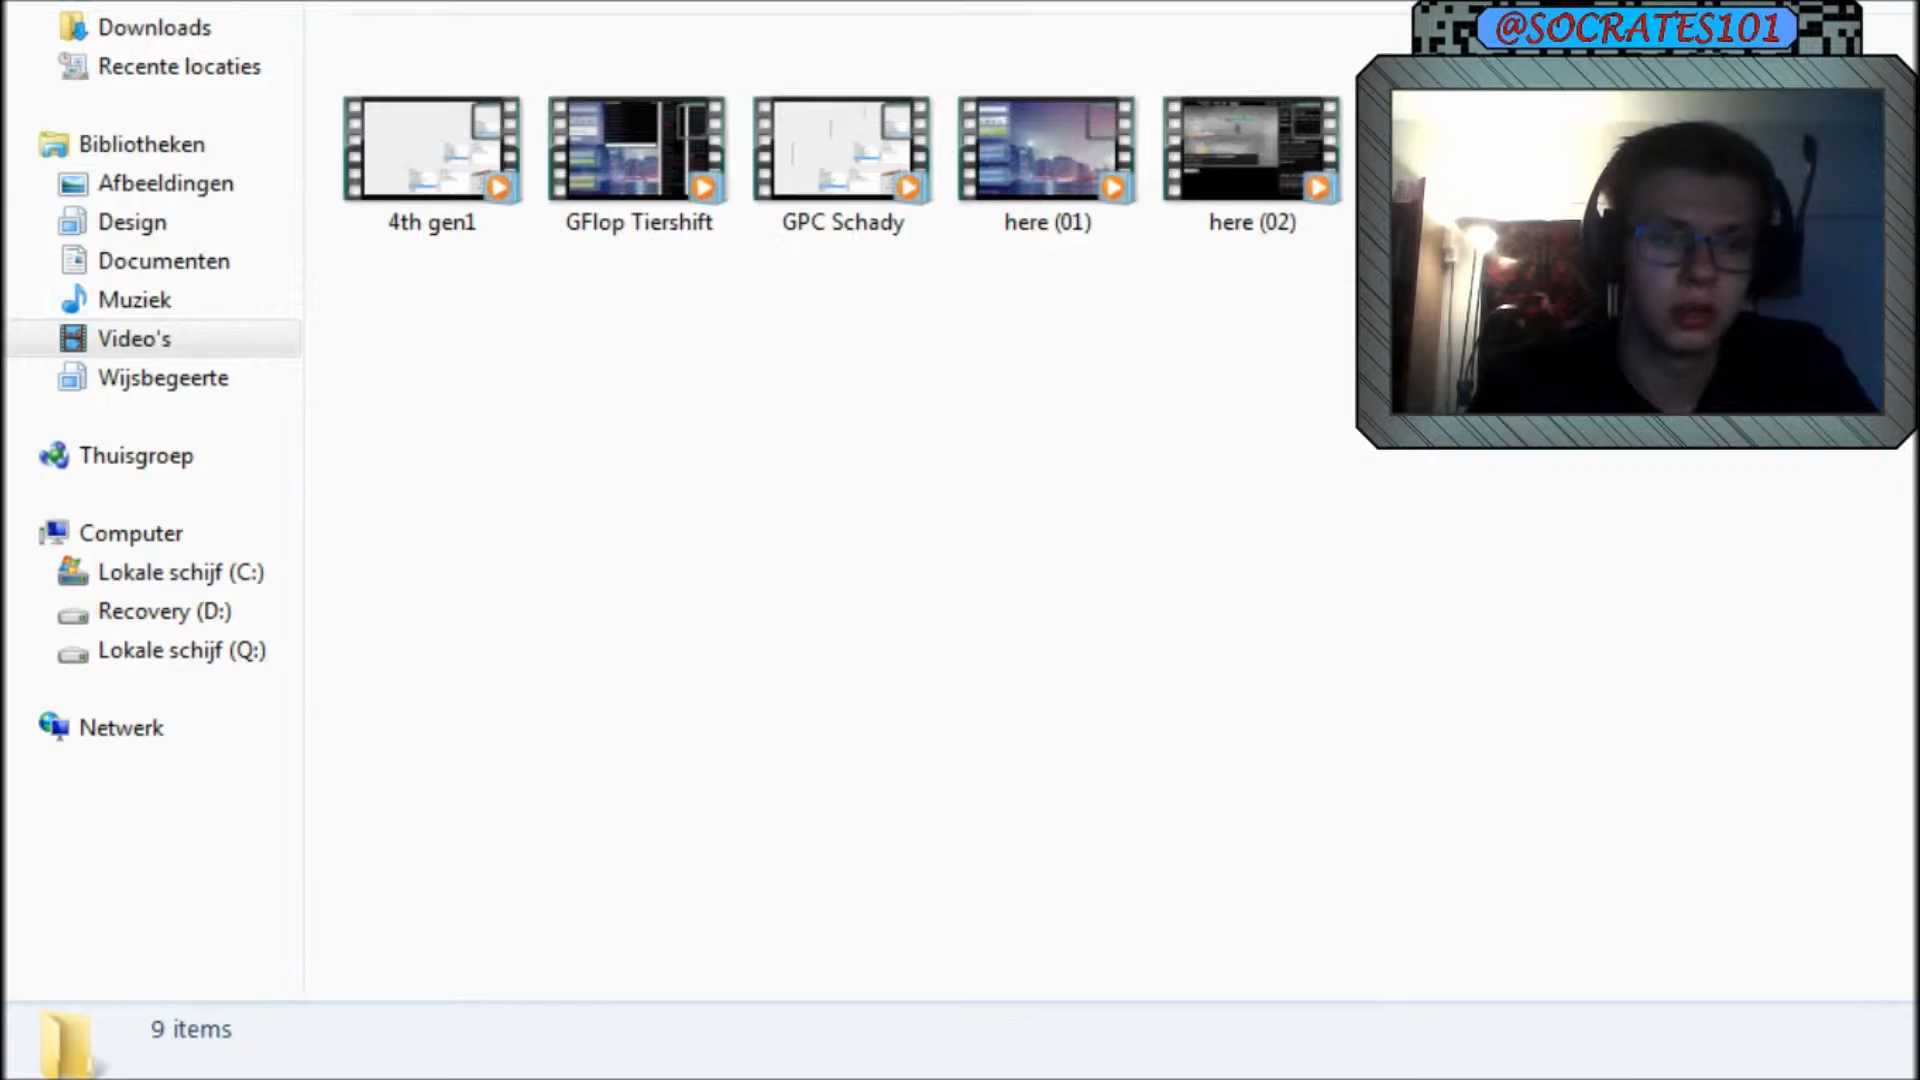 @SOCRATES101
Downloads
Recente locaties
Bibliotheken
Afbeeldingen
Design
Documenten
Muziek
Video's
Wijsbegeerte
Thuisgroep
Computer
Lokale schijf (C:)
Recovery (D:)
Lokale schijf (Q:)
Netwerk
4th gen1
GFlop Tiershift
GPC Schady
here (01)
here (02)
9 items